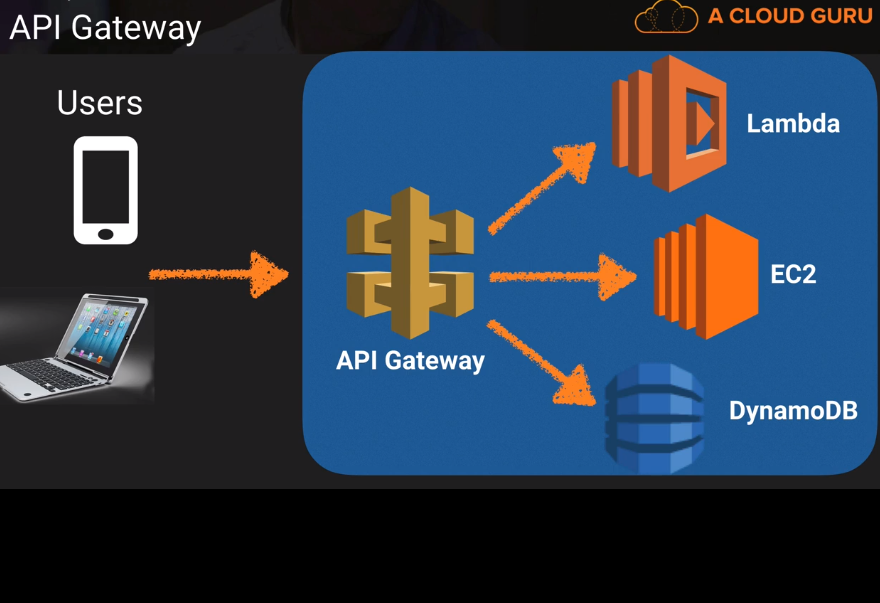 API Gateway
A CLOUD GURU
Users
Lambda
EC2
API Gateway
DynamoDB